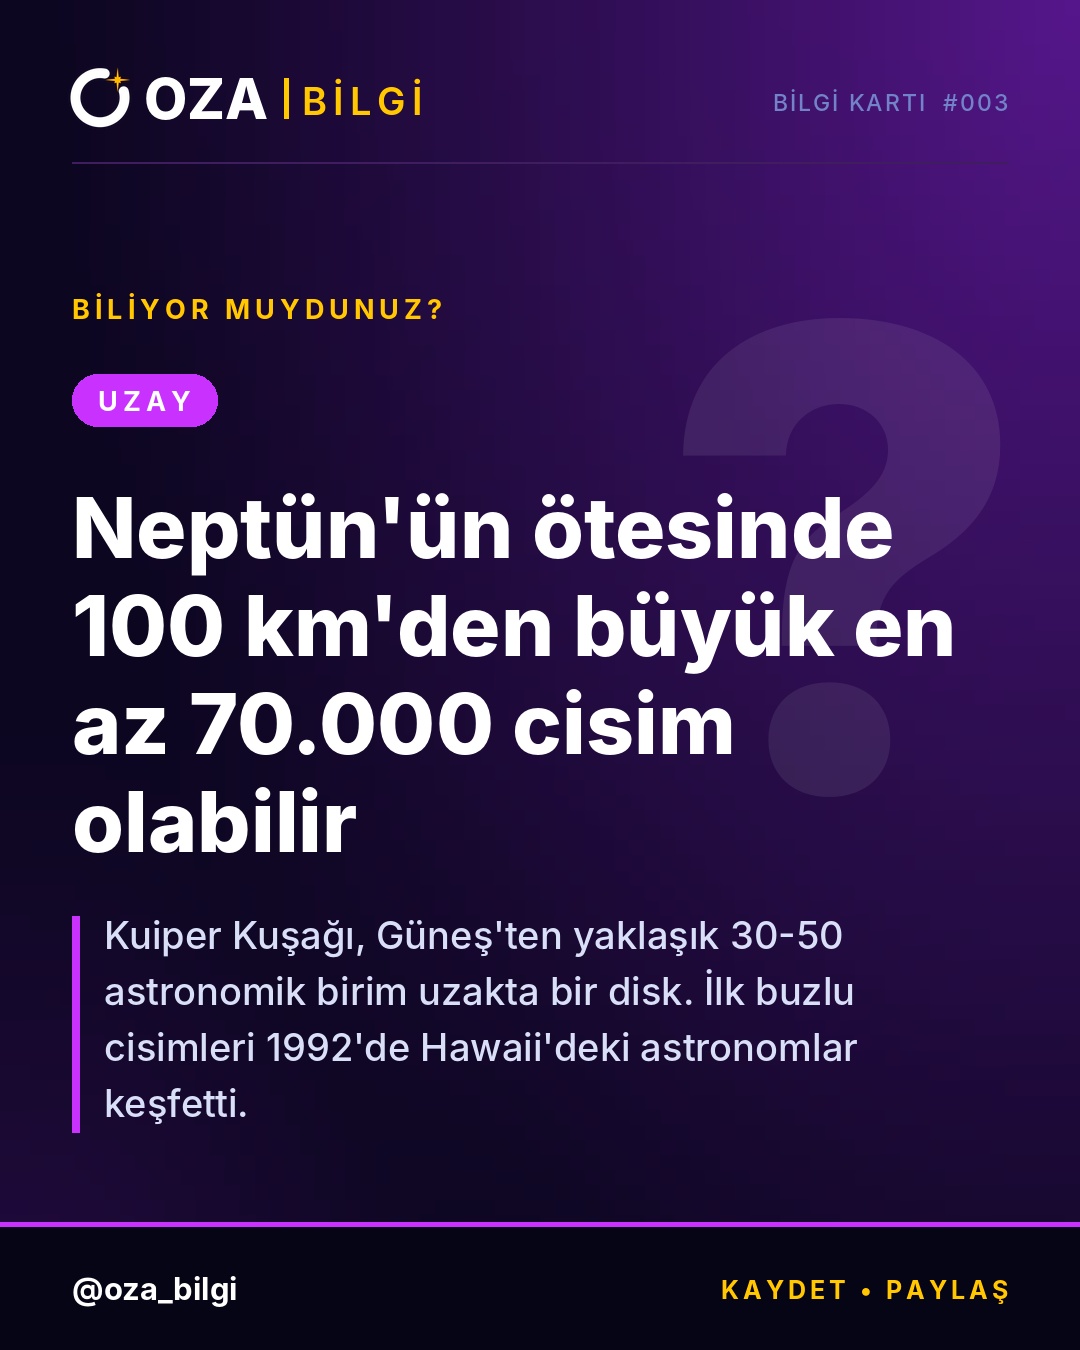 OZA | BİLGİ
BİLGİ KARTI #003
BİLİYOR MUYDUNUZ?
UZAY
Neptün'ün ötesinde
100 km'den büyük en
az 70.000 cisim
olabilir
Kuiper Kuşağı, Güneş'ten yaklaşık 30-50
astronomik birim uzakta bir disk. İlk buzlu
cisimleri 1992'de Hawaii'deki astronomlar
keşfetti.
@oza_bilgi
KAYDET • PAYLAŞ